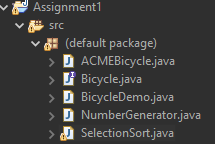 Assignment1
src
(default package)
ACMEBicycle.java
Bicycle.java
BicycleDemo.java
NumberGenerator.java
SelectionSort.java